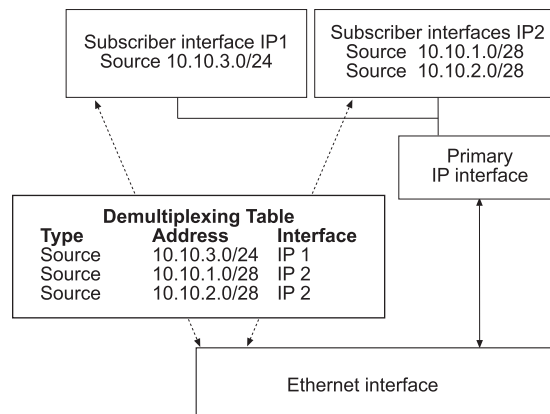 Subscriber interface IP1
Source 10.10.3.0/24
Subscriber interfaces IP2
Source 10.10.1.0/28
Source 10.10.2.0/28
Primary
IP interface
Demultiplexing Table
Type Address Interface
Source 10.10.3.0/24 IP 1
Source 10.10.1.0/28 IP 2
Source 10.10.2.0/28 IP 2
Ethernet interface